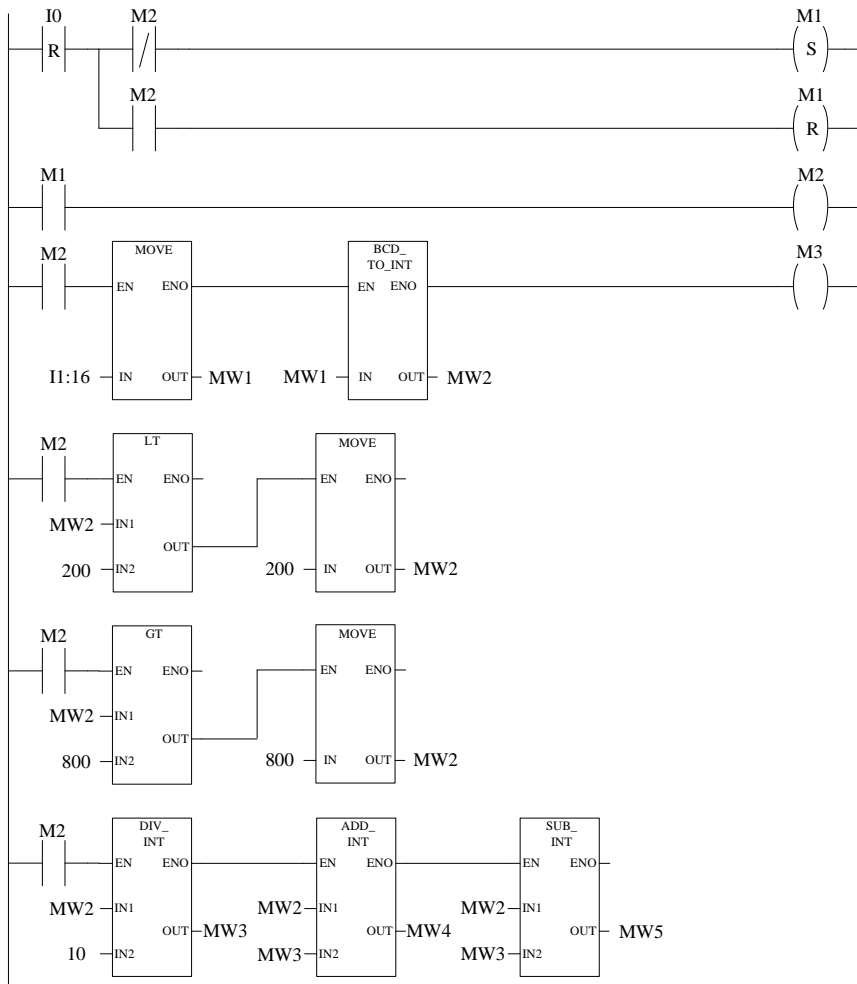 I0 M2 M1
R S
M2 M1
R
M1 M2
M2 MOVE BCD_ M3
TO_INT
EN ENO EN ENO
I1:16 IN OUT MW1 MW1 IN OUT MW2
M2 LT MOVE
EN ENO EN ENO
MW2 IN1
OUT
200 IN2 200 IN OUT MW2
M2 GT MOVE
EN ENO EN ENO
MW2 IN1
OUT
800 IN2 800 IN OUT MW2
M2 DIV_ ADD_ SUB_
INT INT INT
EN ENO EN ENO EN ENO
MW2 IN1 MW2 IN1 MW2 IN1
OUT MW3 OUT MW4 OUT MW5
10 IN2 MW3 IN2 MW3 IN2